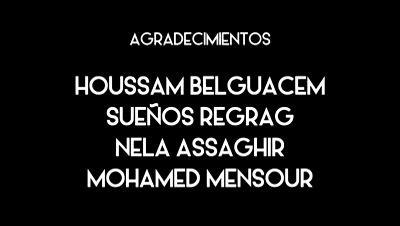 AGRADECIMIENTOS
HOUSSAM BELGUACEM
SUEÑOS REGRAG
NELA ASSAGHIR
MOHAMED MENSOUR